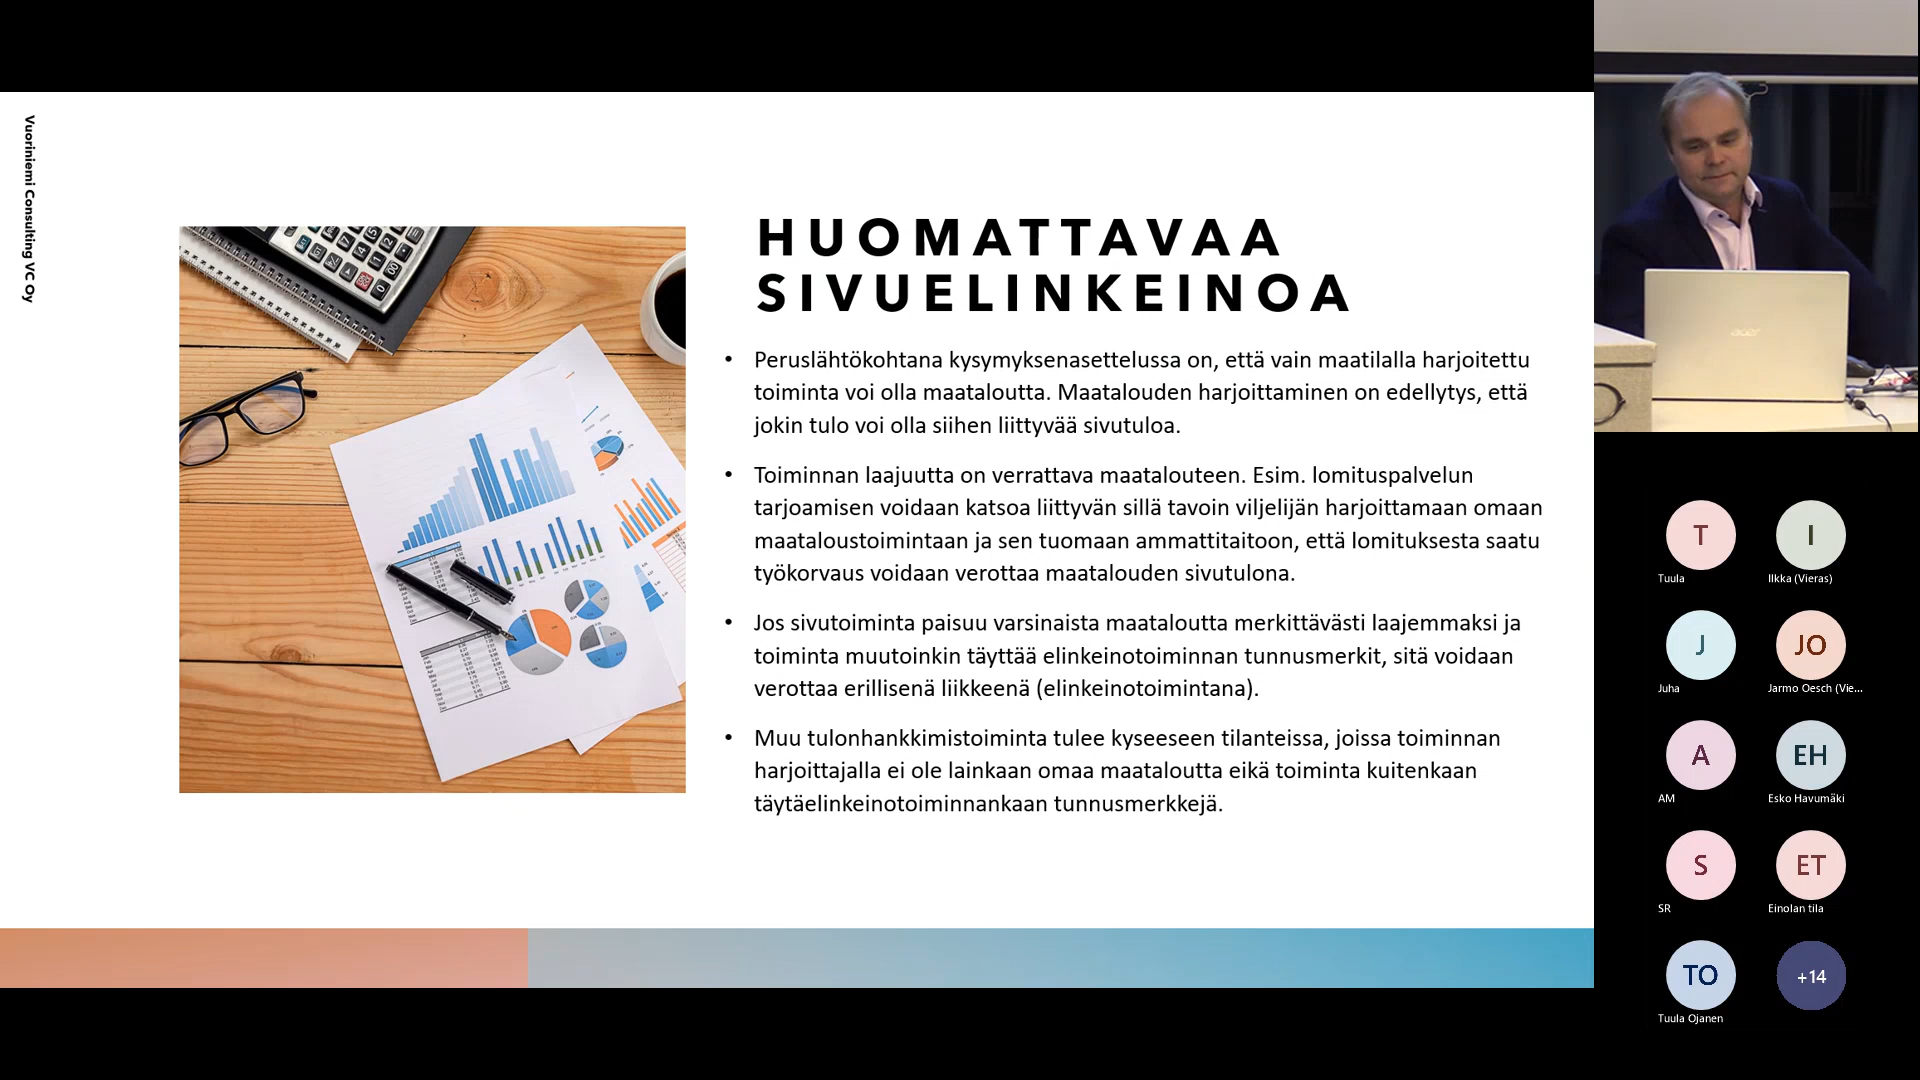 Vuoriniemi Consulting VC Oy
HUOMATTAVAA
SIVUELINKEINOA
• Peruslähtökohtana kysymyksenasettelussa on, että vain maatilalla harjoitettu
toiminta voi olla maataloutta. Maatalouden harjoittaminen on edellytys, että
jokin tulo voi olla siihen liittyvää sivutuloa.
• Toiminnan laajuutta on verrattava maatalouteen. Esim. lomituspalvelun
tarjoamisen voidaan katsoa liittyvän sillä tavoin viljelijän harjoittamaan omaan
maataloustoimintaan ja sen tuomaan ammattitaitoon, että lomituksesta saatu
työkorvaus voidaan verottaa maatalouden sivutulona.
• Jos sivutoiminta paisuu varsinaista maataloutta merkittävästi laajemmaksi ja
toiminta muutoinkin täyttää elinkeinotoiminnan tunnusmerkit, sitä voidaan
verottaa erillisenä liikkeenä (elinkeinotoimintana).
• Muu tulonhankkimistoiminta tulee kyseeseen tilanteissa, joissa toiminnan
harjoittajalla ei ole lainkaan omaa maataloutta eikä toiminta kuitenkaan
täytäelinkeinotoiminnankaan tunnusmerkkejä.
acer
T
I
Tuula
Ilkka (Vieras)
J
JO
Juha
Jarmo Oesch (Vie...
A
EH
AM
Esko Havumäki
S
ET
SR
Einolan tila
TO
+14
Tuula Ojanen